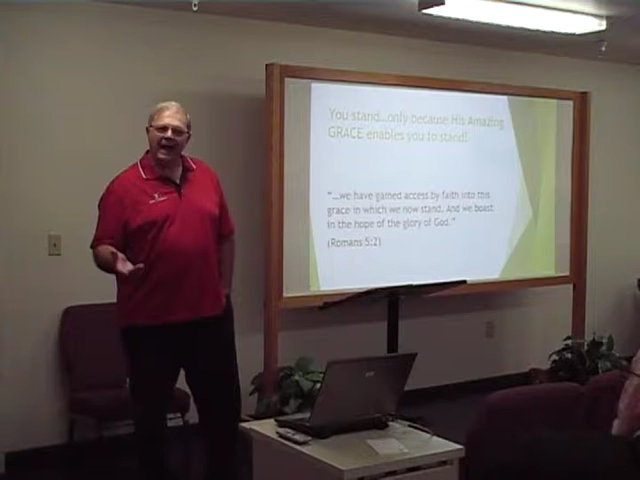 You stand...only because His Amazing
GRACE enables you to stand!
"...we have gained access by faith into this
grace in which we now stand. And we boast
in the hope of the glory of God."
(Romans 5:2)